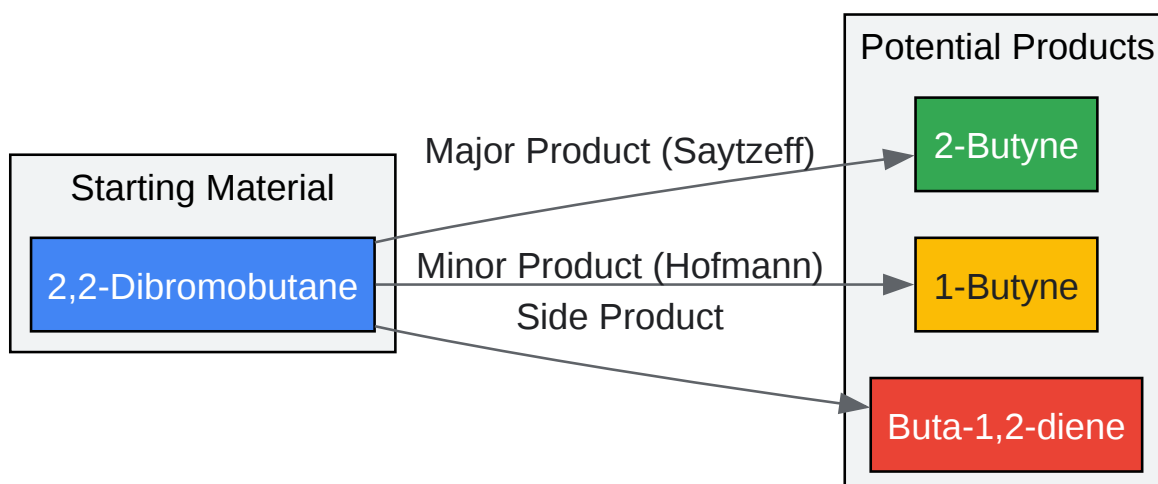 Potential Products
2-Butyne
Major Product (Saytzeff)
Starting Material
2,2-Dibromobutane
Minor Product (Hofmann)
1-Butyne
Side Product
Buta-1,2-diene